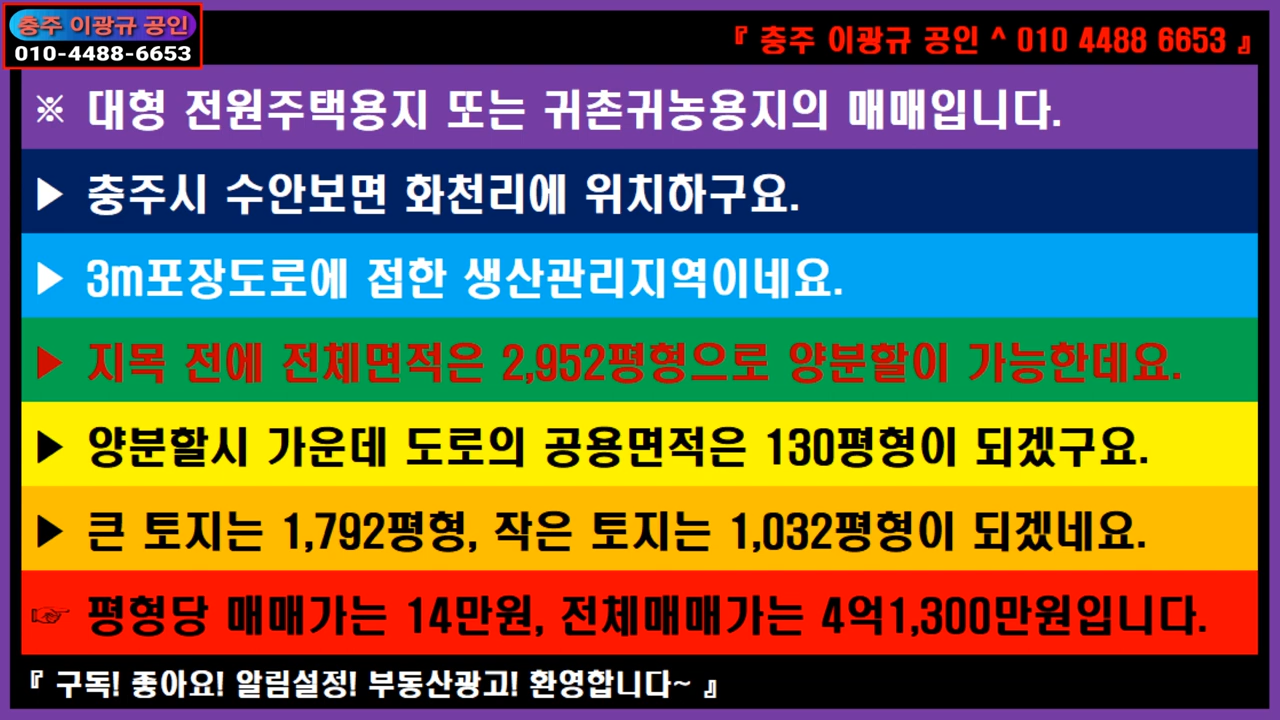 충주 이광규 공인
010-4488-6653
『 충주 이광규 공인 ^ 010 4488 6653 』
※ 대형 전원주택용지 또는 귀촌귀농용지의 매매입니다.
▶ 충주시 수안보면 화천리에 위치하구요.
▶ 3m포장도로에 접한 생산관리지역이네요.
▶ 지목 전에 전체면적은 2,952평형으로 양분할이 가능한데요.
▶ 양분할시 가운데 도로의 공용면적은 130평형이 되겠구요.
▶ 큰 토지는 1,792평형, 작은 토지는 1,032평형이 되겠네요.
☞ 평형당 매매가는 14만원, 전체매매가는 4억1,300만원입니다.
『 구독! 좋아요! 알림설정! 부동산광고! 환영합니다~ 』